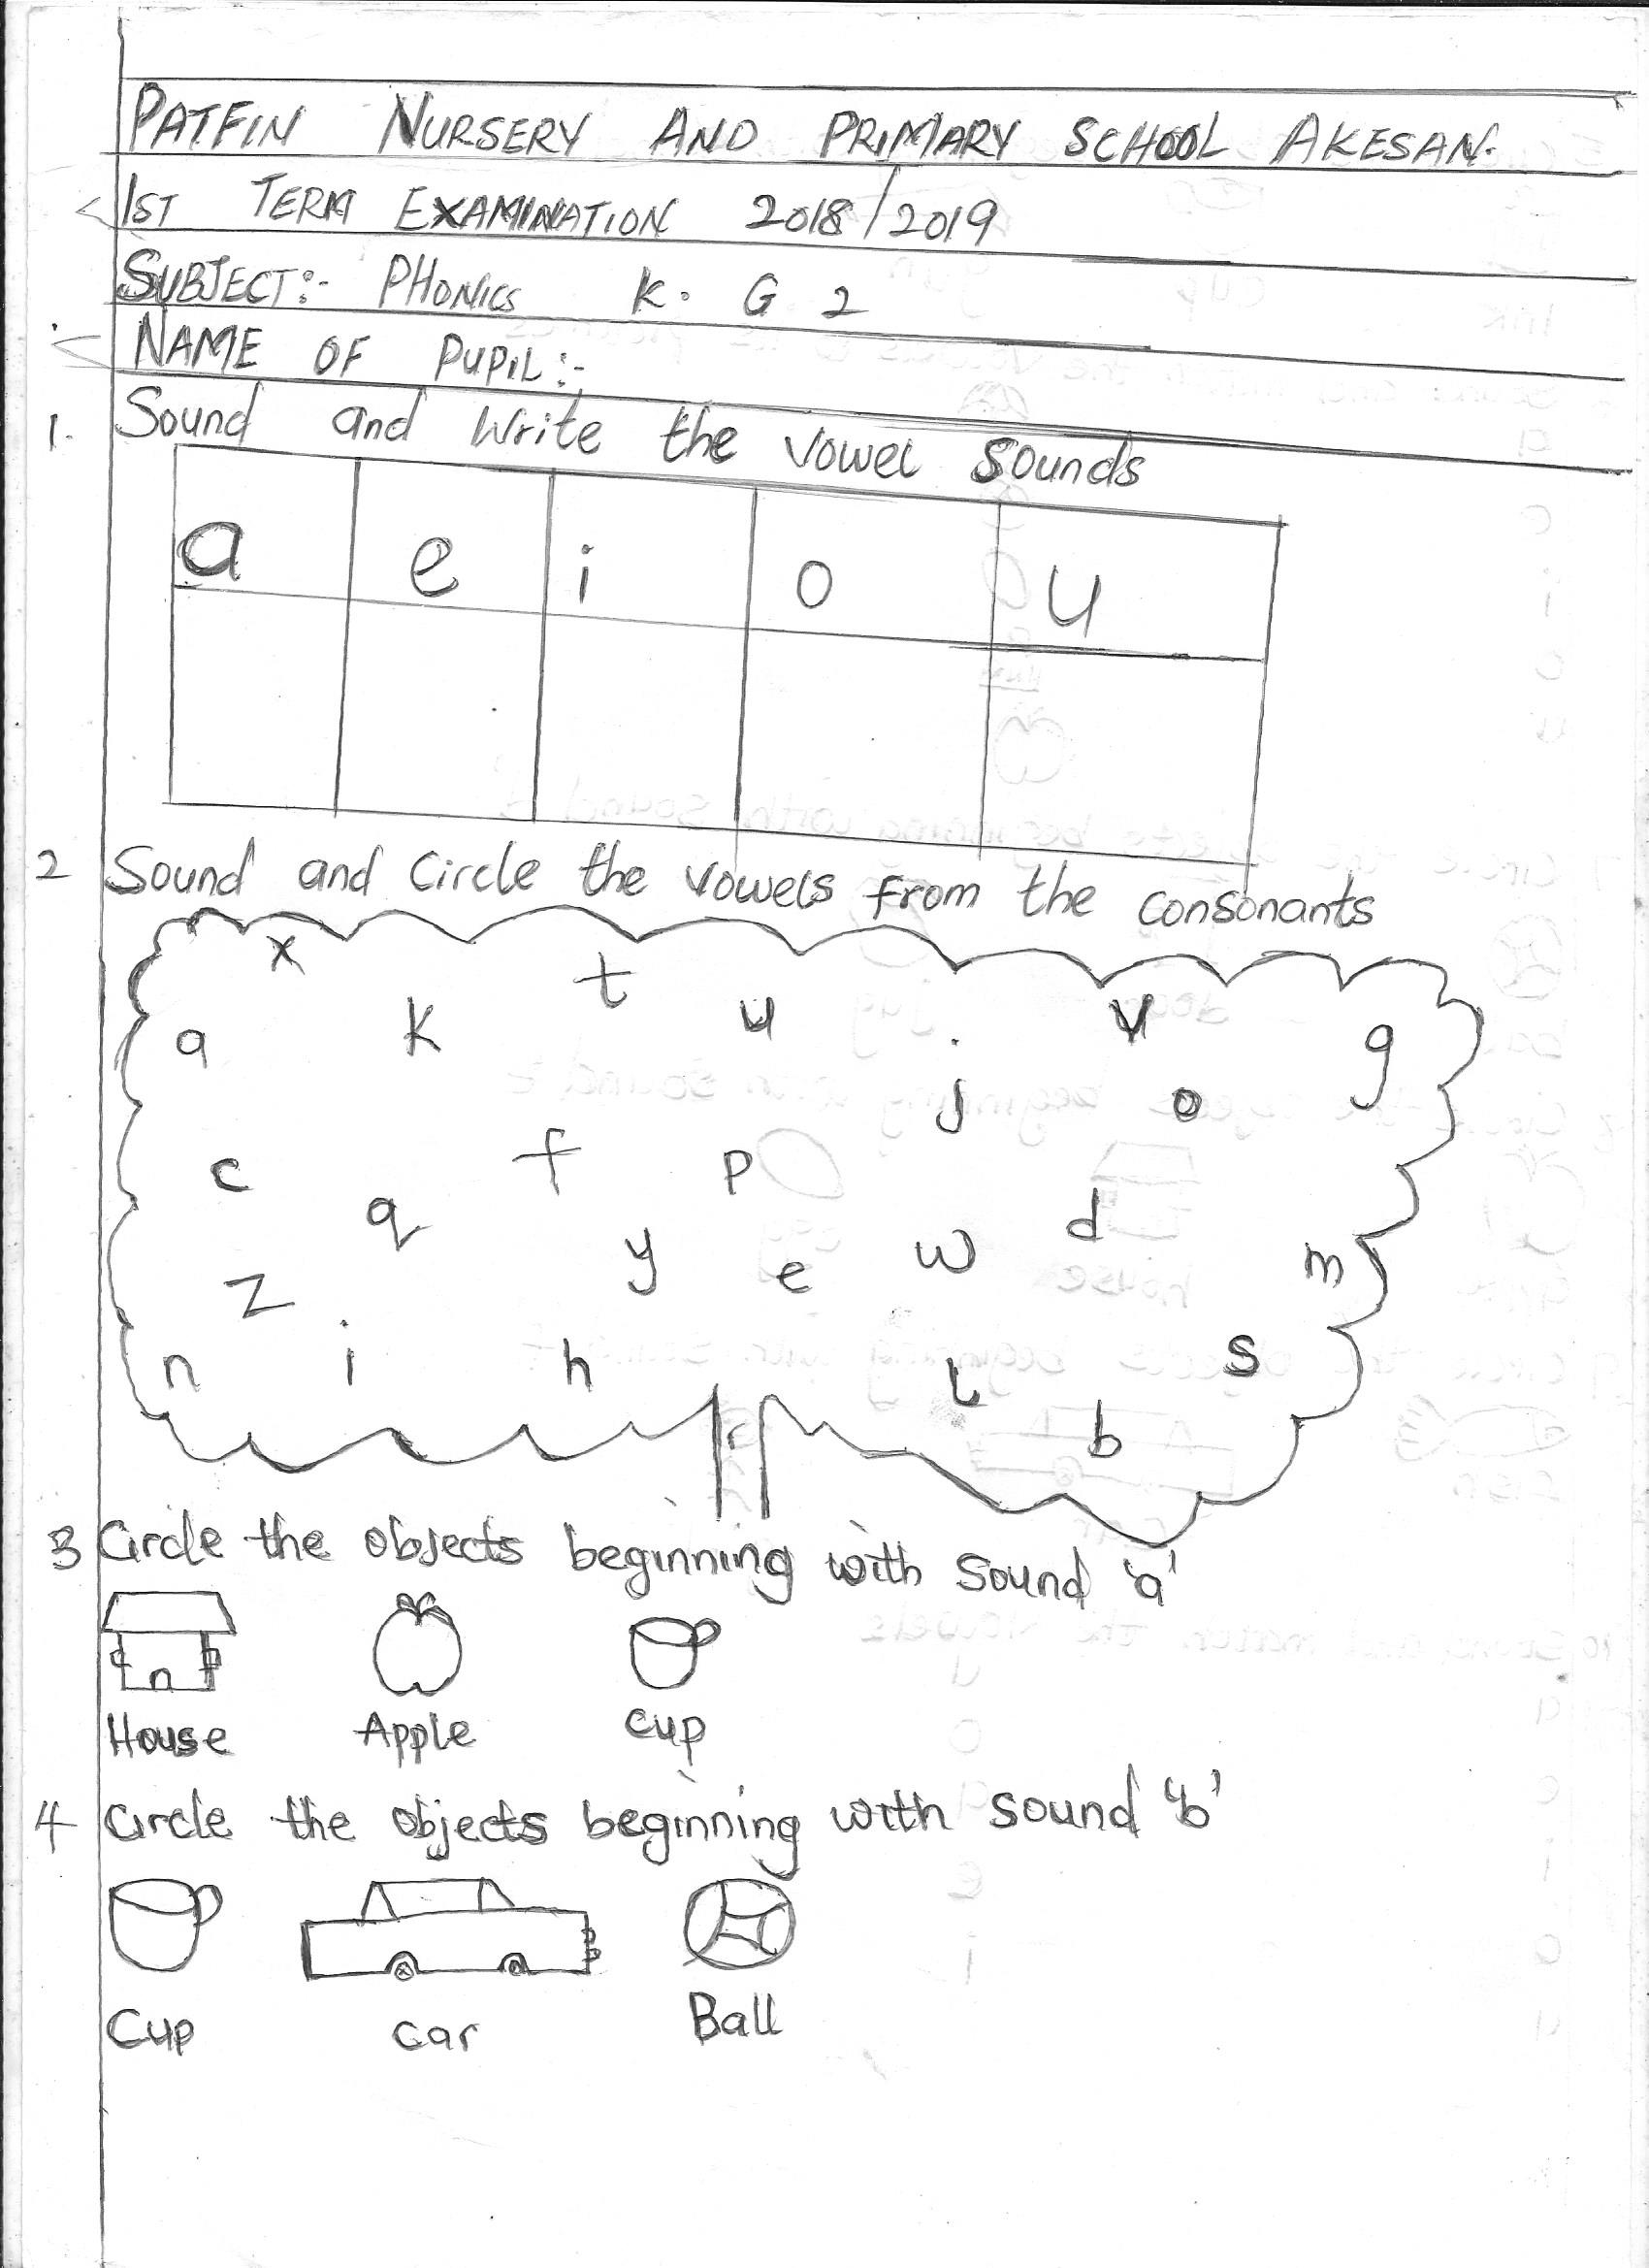 PATFIN NURSERY AND PRIMARY SCHOOL AKESAN.
1ST TERM EXAMINATION 2018/2019
SUBJECT:- PHONICS K. G 2
NAME OF PUPIL:-
1. Sound and Write the Vowel Sounds
a e i o u
2 Sound and Circle the vowels from the consonants
x t
a k u j v g
o
c f p
q y e w d m
z
n i h l s
r b
3 Circle the objects beginning with Sound 'a'
House Apple cup
4 Circle the objects beginning with sound 'b'
Cup car Ball